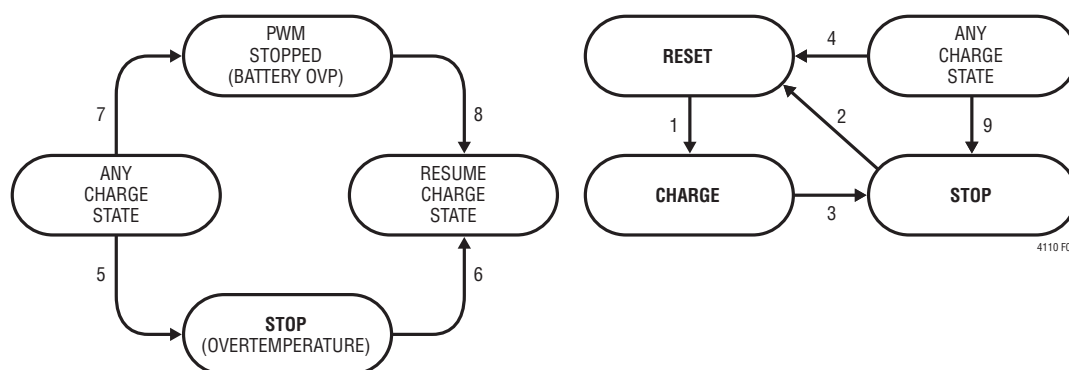 PWM
STOPPED
(BATTERY OVP)
7
8
ANY
CHARGE
STATE
RESUME
CHARGE
STATE
5
6
STOP
(OVERTEMPERATURE)
RESET
4
ANY
CHARGE
STATE
1
2
9
CHARGE
3
STOP